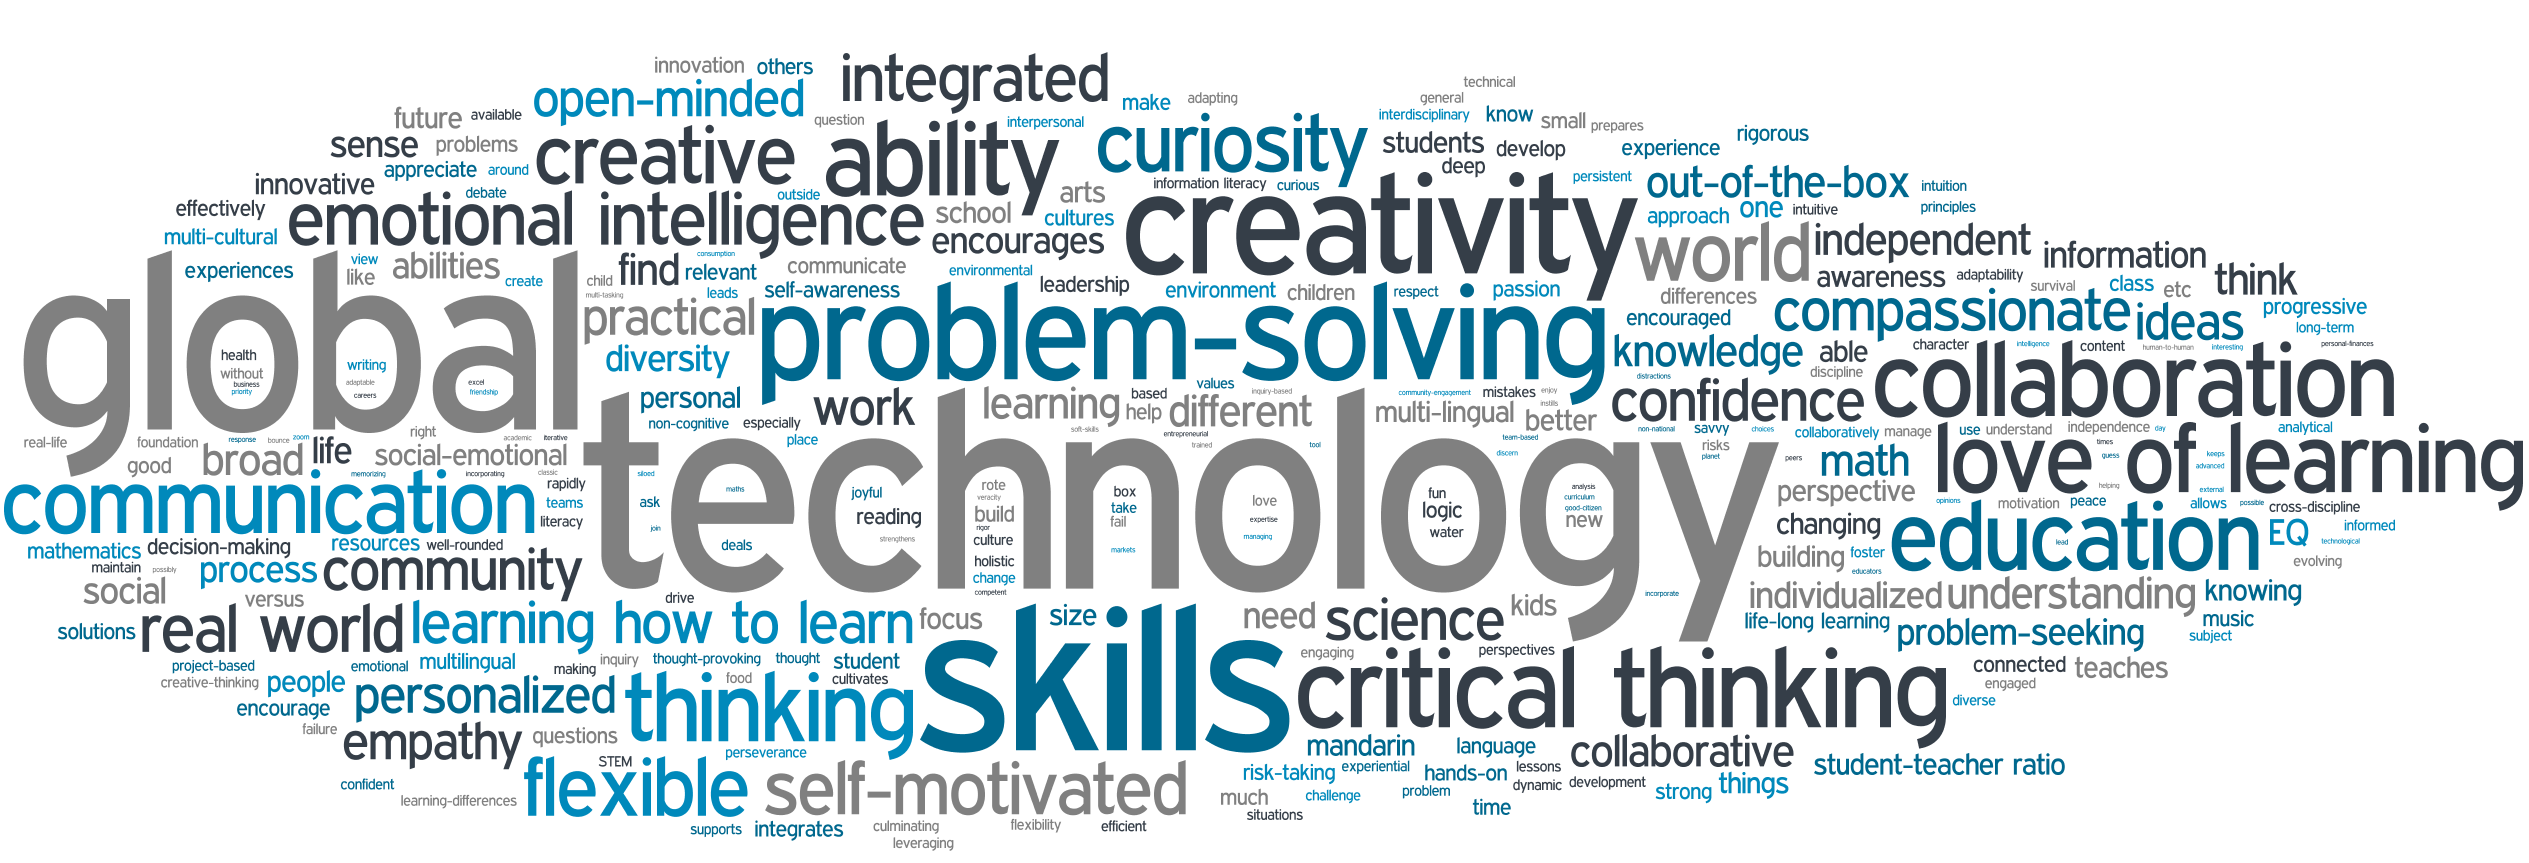 innovation others integrated
technical
open-minded make adapting general
future available question interpersonal curiosity interdisciplinary know small prepares
sense problems creative ability students develop experience rigorous
appreciate around deep
innovative debate outside arts information literacy curious persistent out-of-the-box intuition
effectively emotional intelligence school cultures creativity approach one intuitive principles
multi-cultural encourages world independent information
view abilities find relevant communicate environmental leadership awareness adaptability think
experiences like create child consumption
global multi-tasking leads self-awareness environment children respect passion differences survival class etc
practical problem-solving encouraged compassionate ideas progressive
long-term
health writing diversity knowledge able character intelligence content human-to-human interesting personal-finances
without adaptable excel distractions discipline
business careers friendship
priority
personal work learning based values inquiry-based community-engagement mistakes enjoy confidence collaboration
non-cognitive especially help different multi-lingual instills better
real-life foundation response bounce zoom right academic iterative place soft-skills entrepreneurial trained tool team-based non-national savvy choices collaboratively manage use understand independence day analytical
good broad life social-emotional technology discern risks planet peers math love of learning
times guess keeps advanced
memorizing incorporating classic siloed
communication rapidly teams literacy ask join maths deals joyful reading strengthens rote veracity build rigor culture holistic change competent box take fail markets love expertise managing fun logic water analysis curriculum good-citizen new perspective opinions motivation peace helping external allows possible cross-discipline
changing education EQ informed technological
mathematics decision-making resources well-rounded lead
maintain possibly process community building foster educators evolving
social versus drive incorporate individualized understanding knowing
solutions real world learning how to learn focus size need science kids life-long learning problem-seeking music subject
project-based emotional multilingual making inquiry thought-provoking thought student engaging perspectives connected teaches
creative-thinking people personalized food cultivates skills critical thinking engaged
encourage thinking diverse
failure empathy questions perseverance mandarin language collaborative student-teacher ratio
confident STEM flexible self-motivated risk-taking experiential hands-on lessons dynamic development strong things
learning-differences much challenge problem
situations time
supports integrates culminating flexibility efficient
leveraging